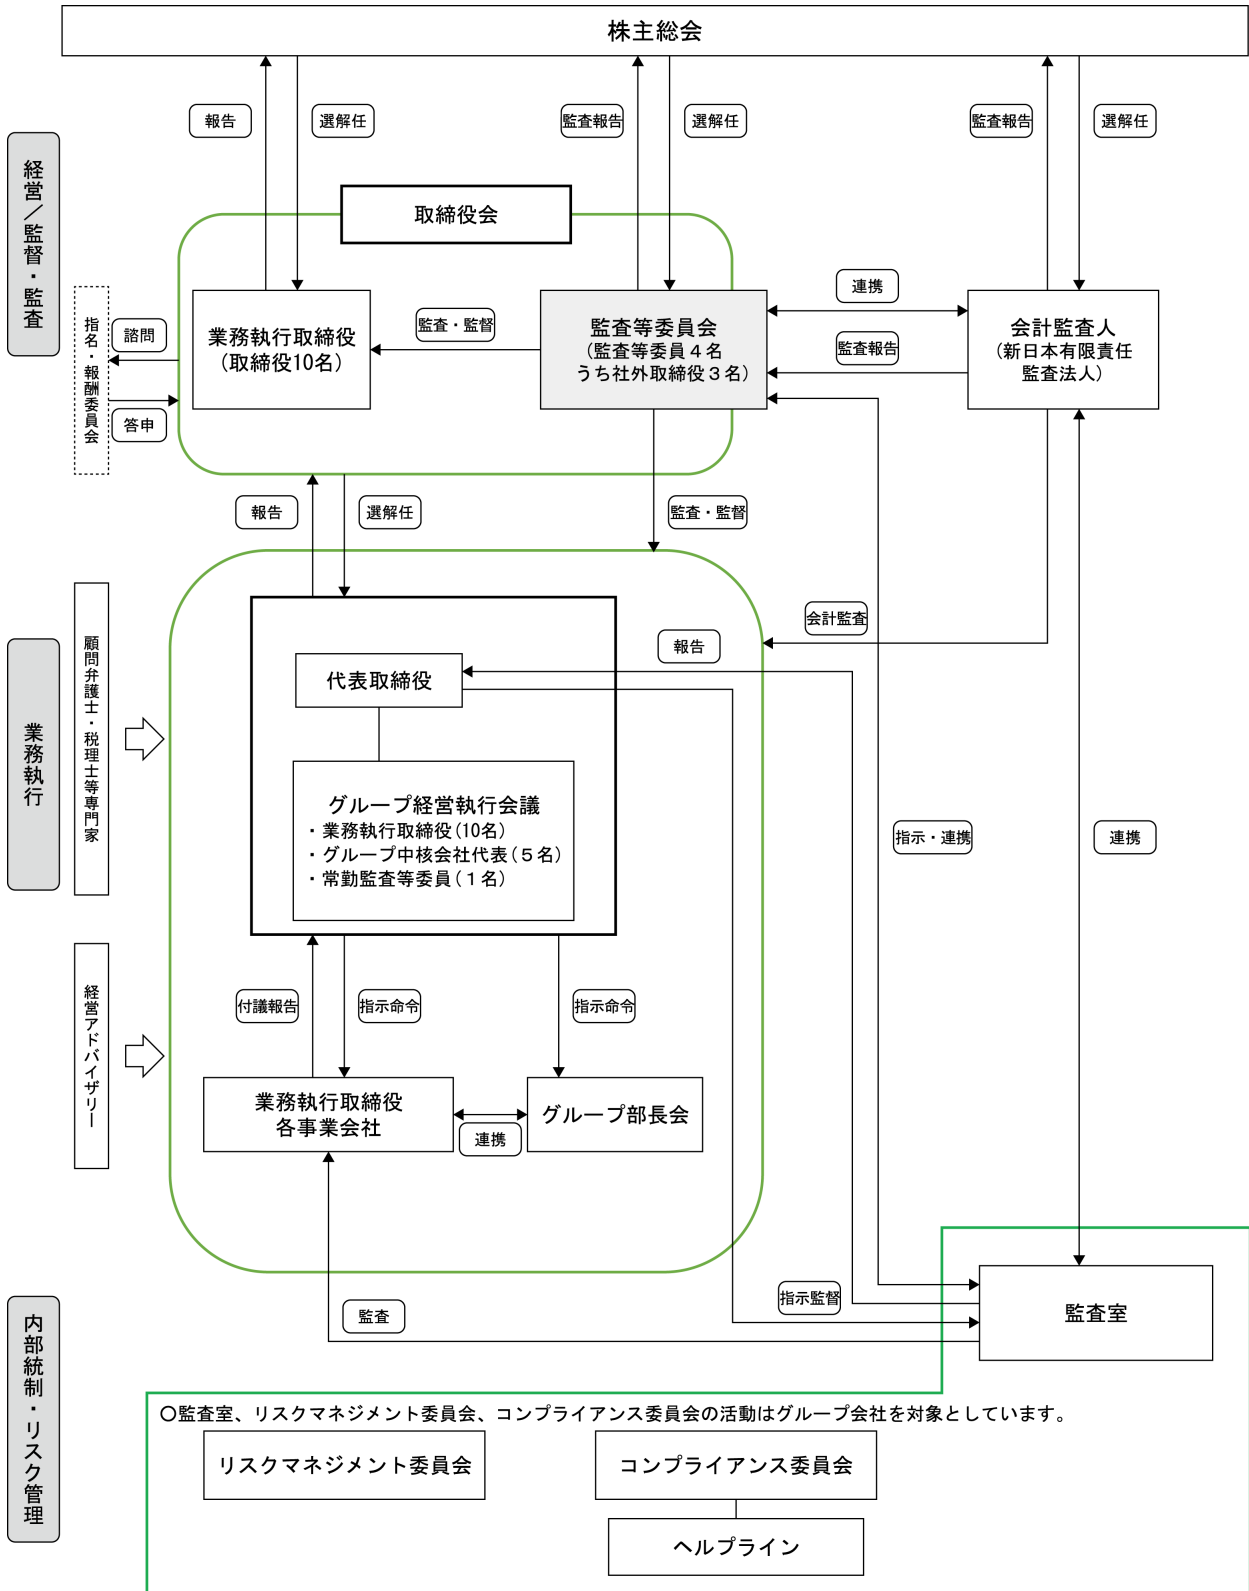 株主総会
報告
選解任
監査報告
選解任
監査報告
選解任
経営／監督・監査
取締役会
指名・報酬委員会
諮問
答申
業務執行取締役
(取締役10名)
監査・監督
監査等委員会
(監査等委員４名
うち社外取締役３名)
連携
監査報告
会計監査人
(新日本有限責任
監査法人)
報告
選解任
監査・監督
業務執行
顧問弁護士・税理士等専門家
会計監査
報告
代表取締役
グループ経営執行会議
・業務執行取締役(10名)
・グループ中核会社代表(５名)
・常勤監査等委員(１名)
指示・連携
連携
経営アドバイザリー
付議報告
指示命令
指示命令
業務執行取締役
各事業会社
連携
グループ部長会
内部統制・リスク管理
監査
指示監督
監査室
○監査室、リスクマネジメント委員会、コンプライアンス委員会の活動はグループ会社を対象としています。
リスクマネジメント委員会
コンプライアンス委員会
ヘルプライン